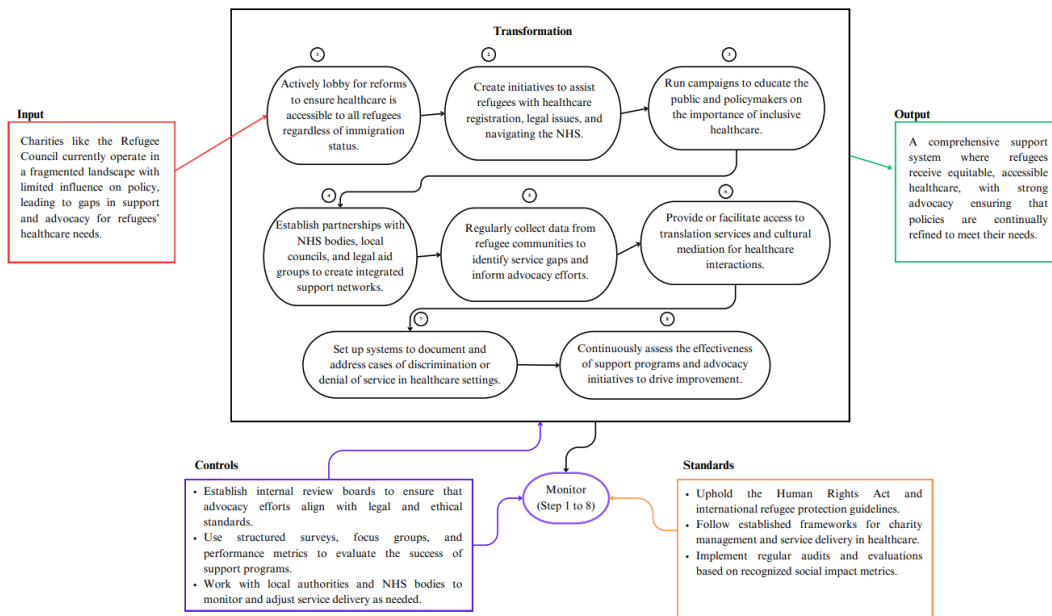 Transformation
1
Actively lobby for reforms
to ensure healthcare is
accessible to all refugees
regardless of immigration
status.
2
Create initiatives to assist
refugees with healthcare
registration, legal issues, and
navigating the NHS.
3
Run campaigns to educate the
public and policymakers on
the importance of inclusive
healthcare.
Input
Charities like the Refugee
Council currently operate in
a fragmented landscape with
limited influence on policy,
leading to gaps in support
and advocacy for refugees'
healthcare needs.
Output
A comprehensive support
system where refugees
receive equitable, accessible
healthcare, with strong
advocacy ensuring that
policies are continually
refined to meet their needs.
4
Establish partnerships with
NHS bodies, local
councils, and legal aid
groups to create integrated
support networks.
5
Regularly collect data from
refugee communities to
identify service gaps and
inform advocacy efforts.
6
Provide or facilitate access to
translation services and cultural
mediation for healthcare
interactions.
7
Set up systems to document and
address cases of discrimination or
denial of service in healthcare settings.
8
Continuously assess the effectiveness
of support programs and advocacy
initiatives to drive improvement.
Controls
• Establish internal review boards to ensure that
advocacy efforts align with legal and ethical
standards.
• Use structured surveys, focus groups, and
performance metrics to evaluate the success of
support programs.
• Work with local authorities and NHS bodies to
monitor and adjust service delivery as needed.
Monitor
(Step 1 to 8)
Standards
• Uphold the Human Rights Act and
international refugee protection guidelines.
• Follow established frameworks for charity
management and service delivery in healthcare.
• Implement regular audits and evaluations
based on recognized social impact metrics.